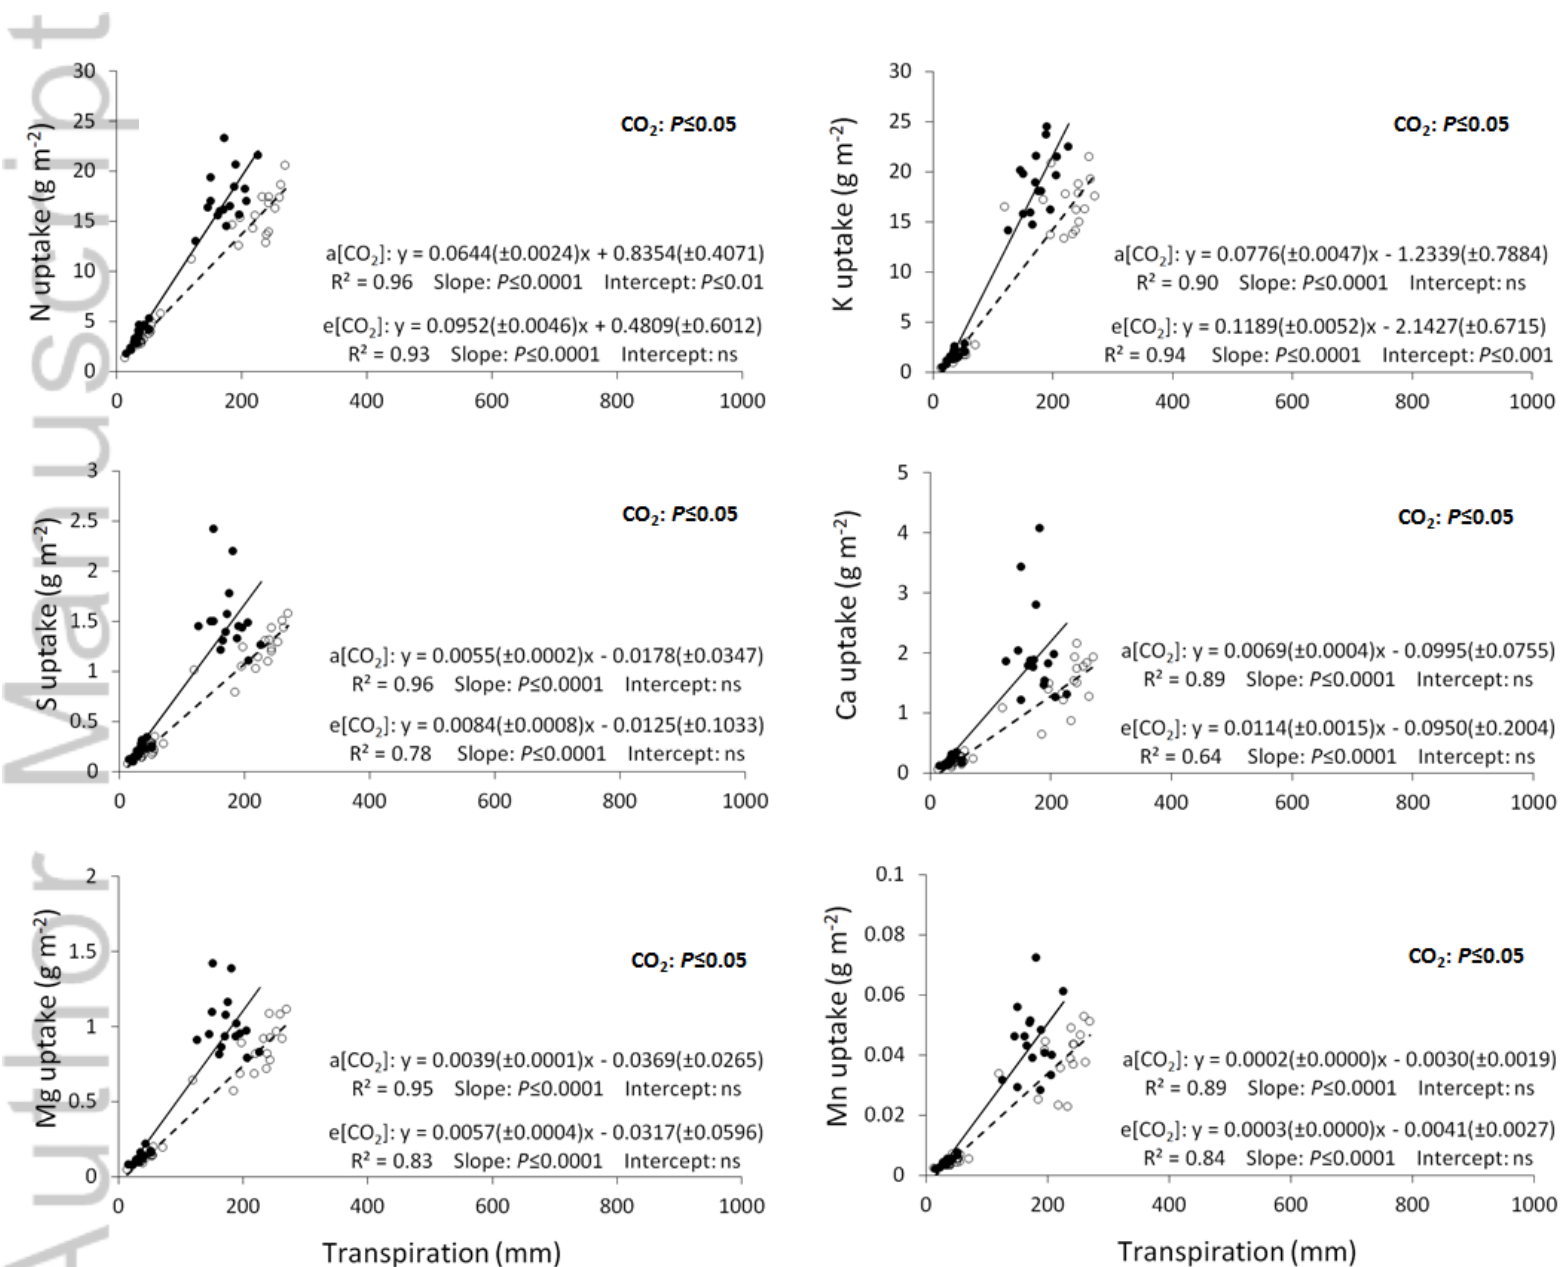 Author Manuscript
N uptake (g m⁻²)
30
25
20
15
10
5
0
0 200 400 600 800 1000
CO₂: P≤0.05
a[CO₂]: y = 0.0644(±0.0024)x + 0.8354(±0.4071)
R² = 0.96 Slope: P≤0.0001 Intercept: P≤0.01
e[CO₂]: y = 0.0952(±0.0046)x + 0.4809(±0.6012)
R² = 0.93 Slope: P≤0.0001 Intercept: ns
K uptake (g m⁻²)
30
25
20
15
10
5
0
0 200 400 600 800 1000
CO₂: P≤0.05
a[CO₂]: y = 0.0776(±0.0047)x - 1.2339(±0.7884)
R² = 0.90 Slope: P≤0.0001 Intercept: ns
e[CO₂]: y = 0.1189(±0.0052)x - 2.1427(±0.6715)
R² = 0.94 Slope: P≤0.0001 Intercept: P≤0.001
S uptake (g m⁻²)
3
2.5
2
1.5
1
0.5
0
0 200 400 600 800 1000
CO₂: P≤0.05
a[CO₂]: y = 0.0055(±0.0002)x - 0.0178(±0.0347)
R² = 0.96 Slope: P≤0.0001 Intercept: ns
e[CO₂]: y = 0.0084(±0.0008)x - 0.0125(±0.1033)
R² = 0.78 Slope: P≤0.0001 Intercept: ns
Ca uptake (g m⁻²)
5
4
3
2
1
0
0 200 400 600 800 1000
CO₂: P≤0.05
a[CO₂]: y = 0.0069(±0.0004)x - 0.0995(±0.0755)
R² = 0.89 Slope: P≤0.0001 Intercept: ns
e[CO₂]: y = 0.0114(±0.0015)x - 0.0950(±0.2004)
R² = 0.64 Slope: P≤0.0001 Intercept: ns
Mg uptake (g m⁻²)
2
1.5
1
0.5
0
0 200 400 600 800 1000
CO₂: P≤0.05
a[CO₂]: y = 0.0039(±0.0001)x - 0.0369(±0.0265)
R² = 0.95 Slope: P≤0.0001 Intercept: ns
e[CO₂]: y = 0.0057(±0.0004)x - 0.0317(±0.0596)
R² = 0.83 Slope: P≤0.0001 Intercept: ns
Transpiration (mm)
Mn uptake (g m⁻²)
0.1
0.08
0.06
0.04
0.02
0
0 200 400 600 800 1000
CO₂: P≤0.05
a[CO₂]: y = 0.0002(±0.0000)x - 0.0030(±0.0019)
R² = 0.89 Slope: P≤0.0001 Intercept: ns
e[CO₂]: y = 0.0003(±0.0000)x - 0.0041(±0.0027)
R² = 0.84 Slope: P≤0.0001 Intercept: ns
Transpiration (mm)